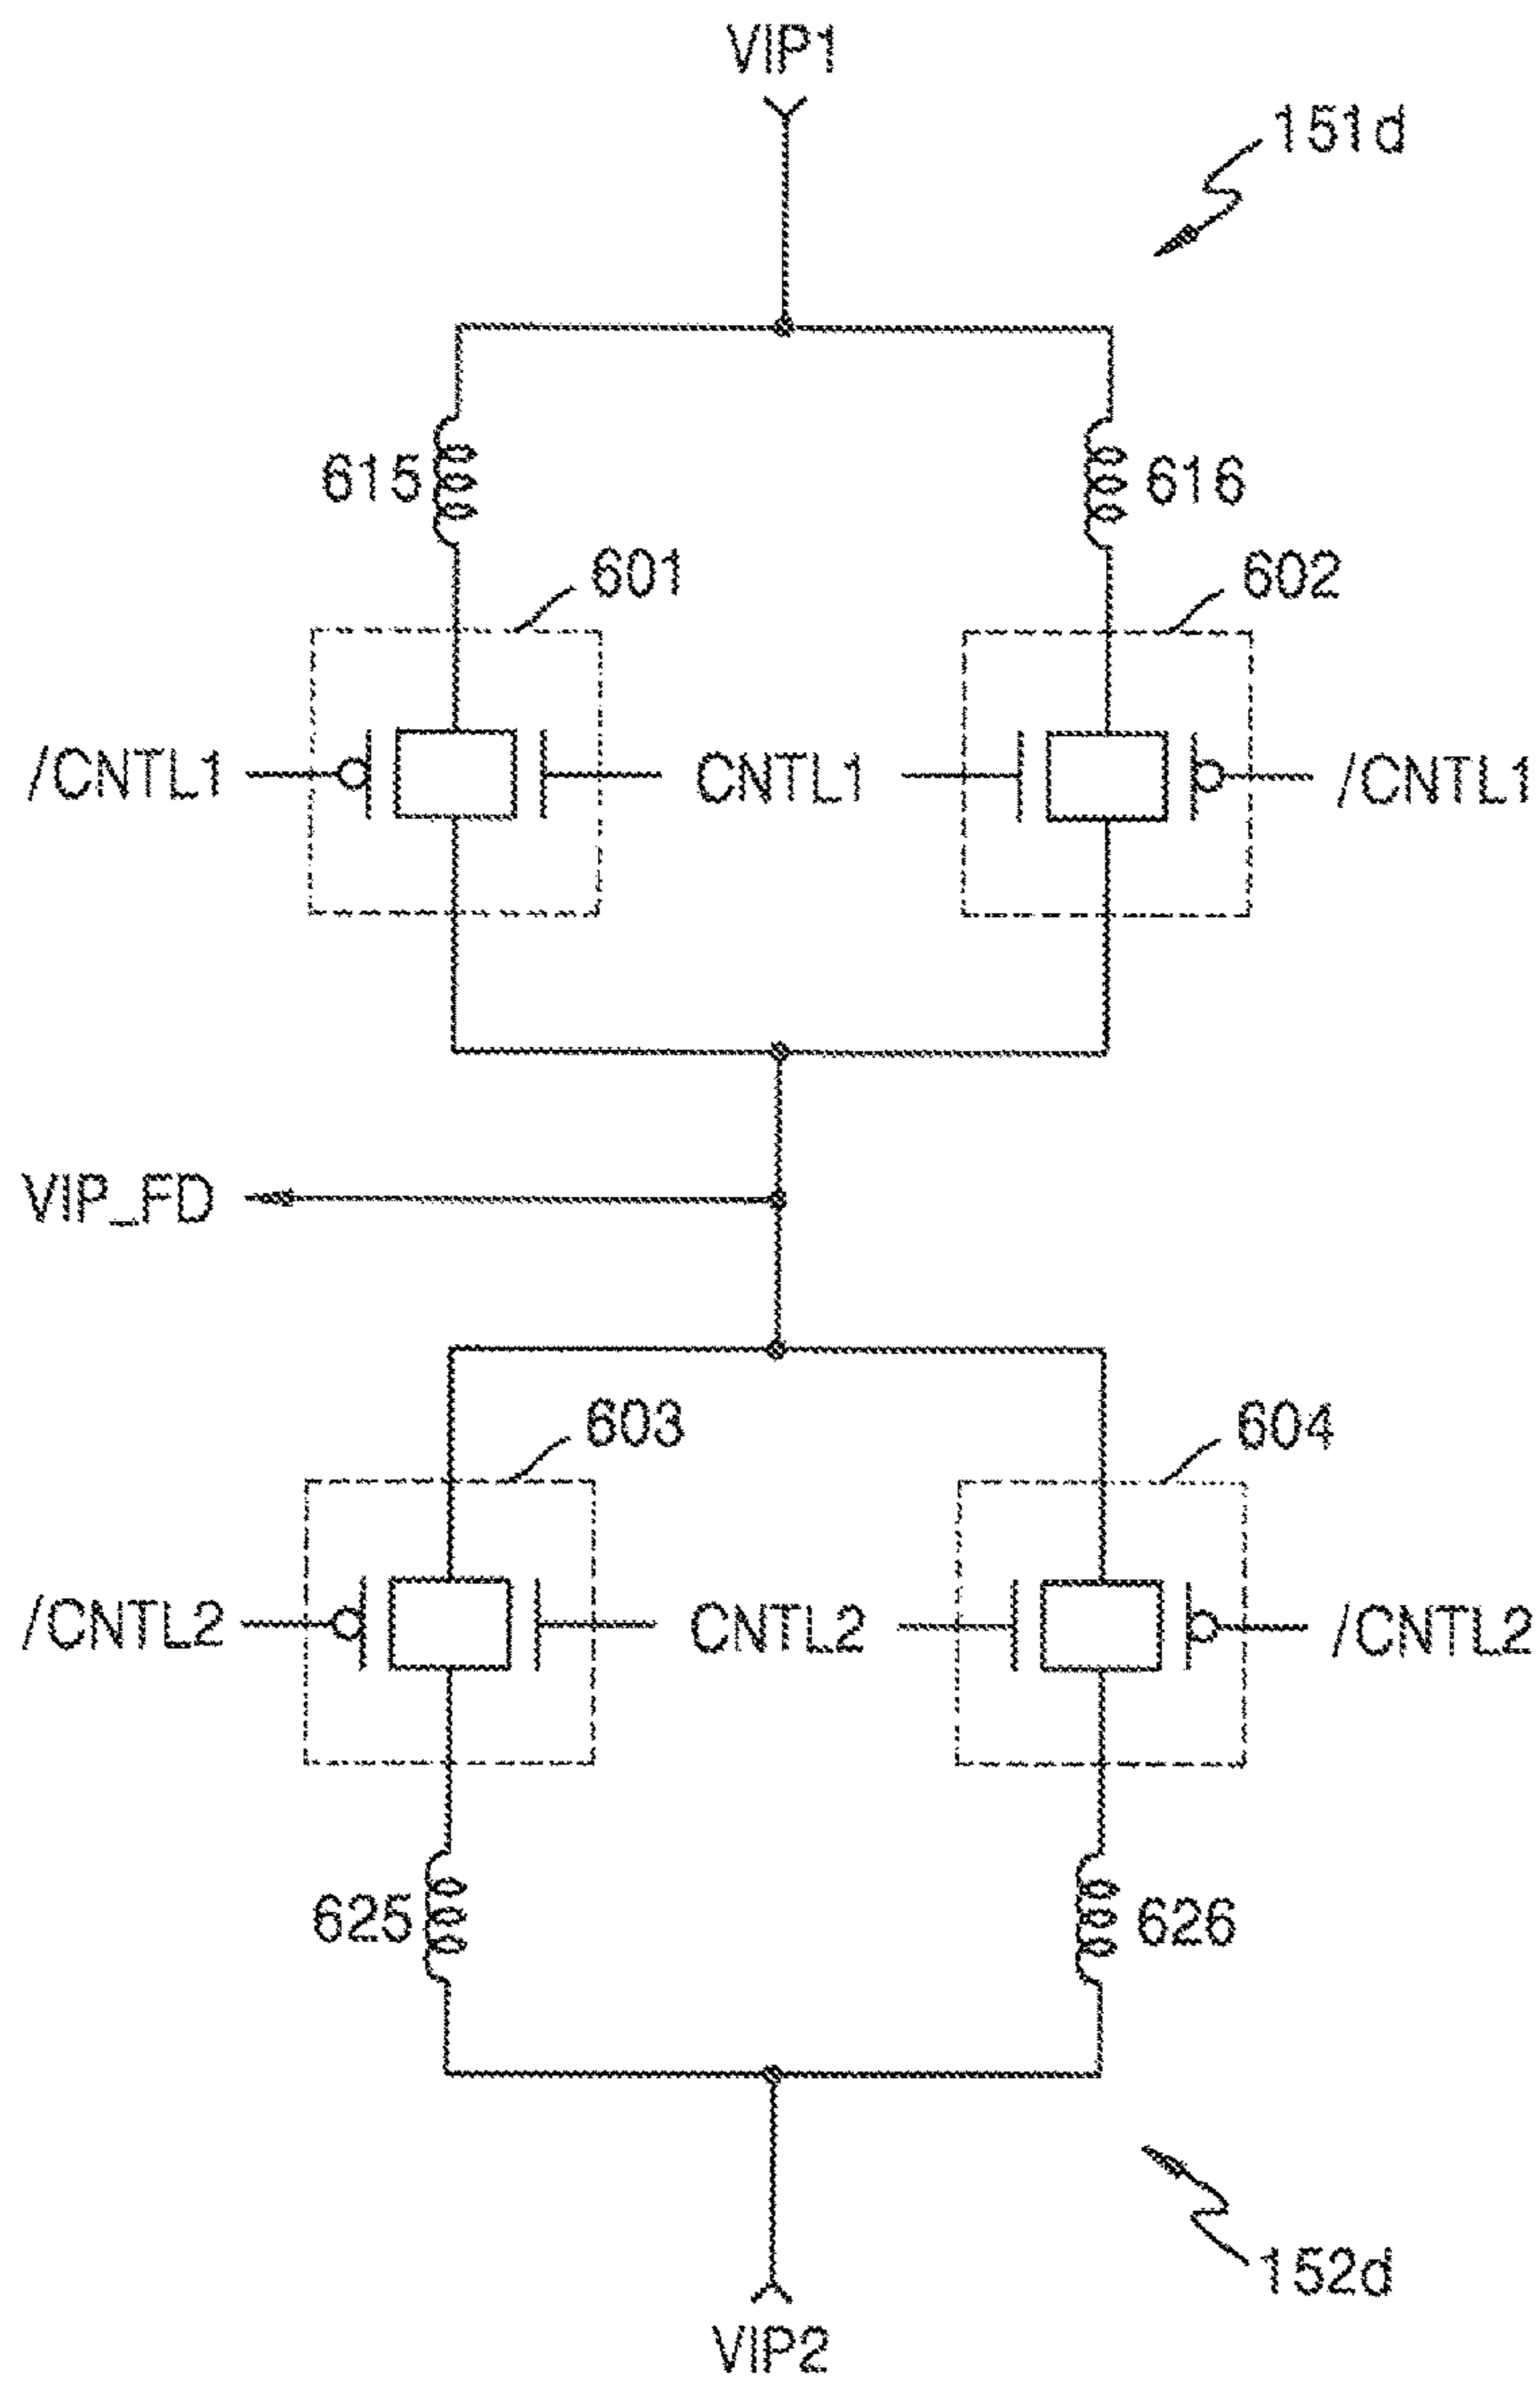 VIP1
151d
615
616
601
602
/CNTL1
CNTL1
/CNTL1
VIP_FD
603
604
/CNTL2
CNTL2
/CNTL2
625
626
152d
VIP2